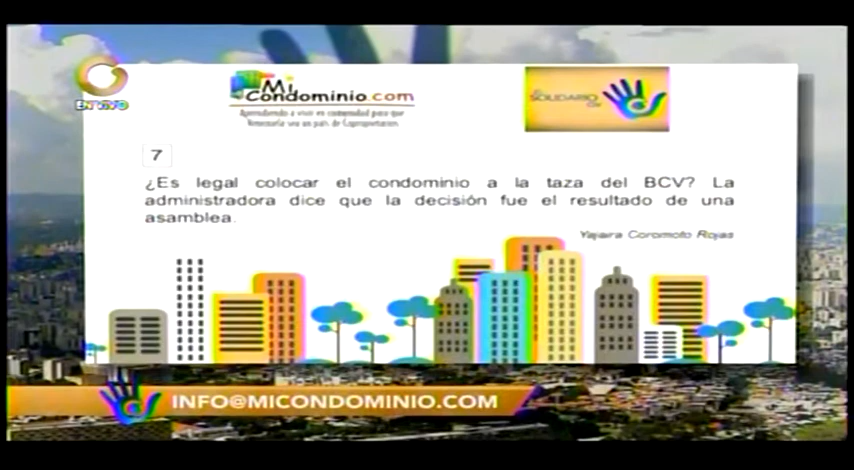 EN VIVO
Mi
Condominio.com
Aprendiendo a vivir en comunidad para que
Venezuela sea un país de Copropietarios
SOLIDARIO
7
¿Es legal colocar el condominio a la taza del BCV? La
administradora dice que la decisión fue el resultado de una
asamblea.
Yajaira Coromoto Rojas
INFO@MICONDOMINIO.COM